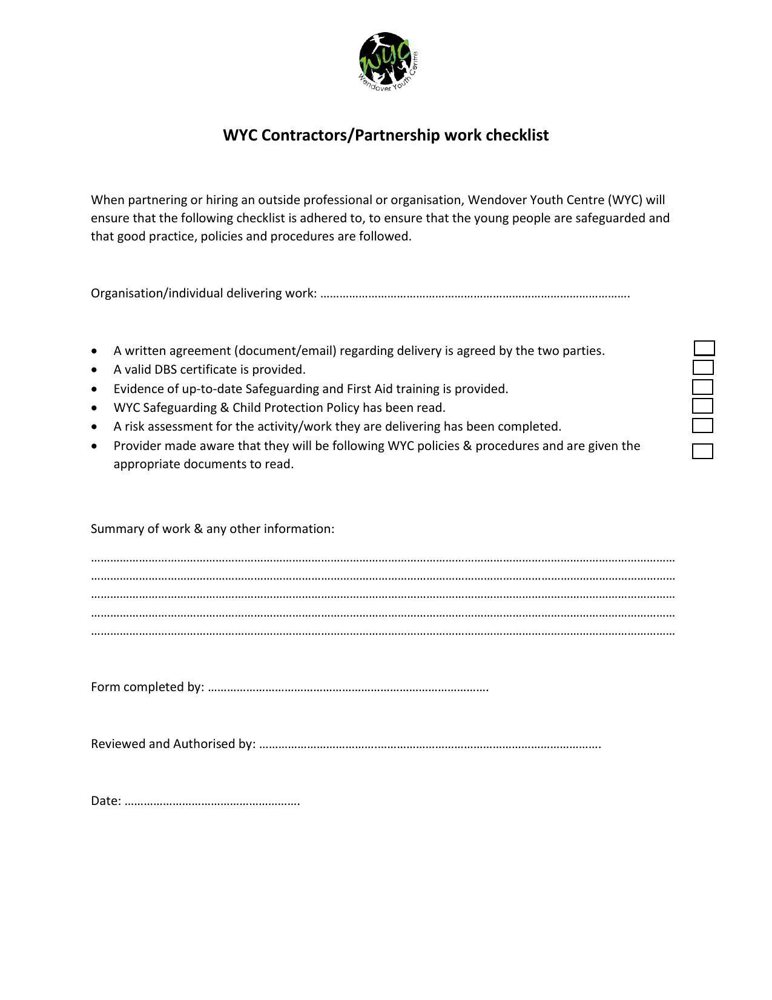 WYC
Wendover Youth Centre
WYC Contractors/Partnership work checklist
When partnering or hiring an outside professional or organisation, Wendover Youth Centre (WYC) will
ensure that the following checklist is adhered to, to ensure that the young people are safeguarded and
that good practice, policies and procedures are followed.
Organisation/individual delivering work: ……………………………………………………………………………………….
• A written agreement (document/email) regarding delivery is agreed by the two parties.
• A valid DBS certificate is provided.
• Evidence of up-to-date Safeguarding and First Aid training is provided.
• WYC Safeguarding & Child Protection Policy has been read.
• A risk assessment for the activity/work they are delivering has been completed.
• Provider made aware that they will be following WYC policies & procedures and are given the
appropriate documents to read.
Summary of work & any other information:
……………………………………………………………………………………………………………………………………………………………………
……………………………………………………………………………………………………………………………………………………………………
……………………………………………………………………………………………………………………………………………………………………
……………………………………………………………………………………………………………………………………………………………………
……………………………………………………………………………………………………………………………………………………………………
Form completed by: ……………………………………………………………………………….
Reviewed and Authorised by: ………………………………..……………………………………………………………….
Date: ……………………………………………….